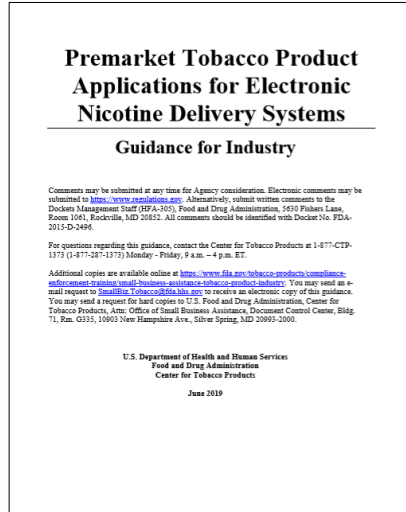 Premarket Tobacco Product
Applications for Electronic
Nicotine Delivery Systems
Guidance for Industry
Comments may be submitted at any time for Agency consideration. Electronic comments may be
submitted to https://www.regulations.gov. Alternatively, submit written comments to the
Dockets Management Staff (HFA-305), Food and Drug Administration, 5630 Fishers Lane,
Room 1061, Rockville, MD 20852. All comments should be identified with Docket No. FDA-
2015-D-2496.
For questions regarding this guidance, contact the Center for Tobacco Products at 1-877-CTP-
1373 (1-877-287-1373) Monday - Friday, 9 a.m. – 4 p.m. ET.
Additional copies are available online at https://www.fda.gov/tobacco-products/compliance-
enforcement-training/small-business-assistance-tobacco-product-industry. You may send an e-
mail request to SmallBiz.Tobacco@fda.hhs.gov to receive an electronic copy of this guidance.
You may send a request for hard copies to U.S. Food and Drug Administration, Center for
Tobacco Products, Attn: Office of Small Business Assistance, Document Control Center, Bldg.
71, Rm. G335, 10903 New Hampshire Ave., Silver Spring, MD 20993-2000.
U.S. Department of Health and Human Services
Food and Drug Administration
Center for Tobacco Products
June 2019